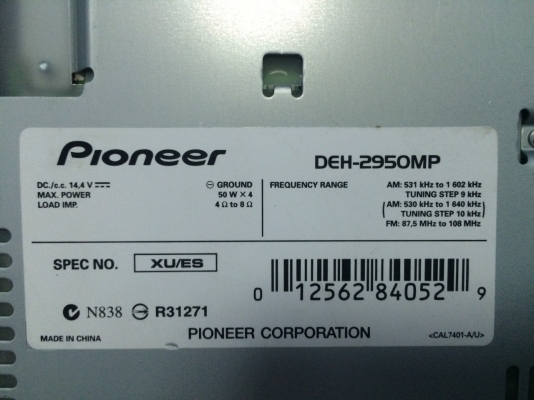 Pioneer DEH-2950MP
DC./c.c. 14,4 V ⎓ ⊖ GROUND
MAX. POWER 50 W × 4
LOAD IMP. 4 Ω to 8 Ω
FREQUENCY RANGE AM: 531 kHz to 1 602 kHz
TUNING STEP 9 kHz
(AM: 530 kHz to 1 640 kHz
TUNING STEP 10 kHz)
FM: 87,5 MHz to 108 MHz
SPEC NO. XU/ES
0 12562 84052 9
N838 R31271
MADE IN CHINA PIONEER CORPORATION <CAL7401-A/U>